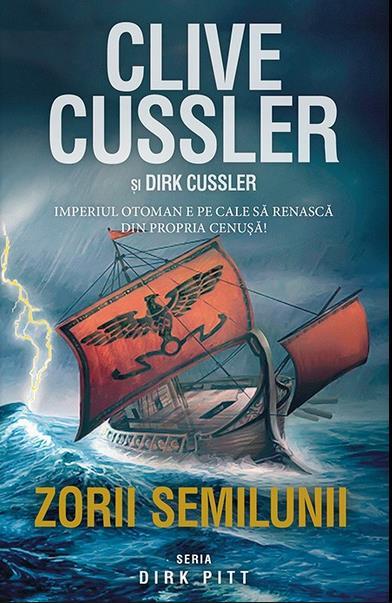 CLIVE
CUSSLER
și DIRK CUSSLER
IMPERIUL OTOMAN E PE CALE SĂ RENASCĂ
DIN PROPRIA CENUȘĂ!
ZORII SEMILUNII
SERIA
DIRK PITT